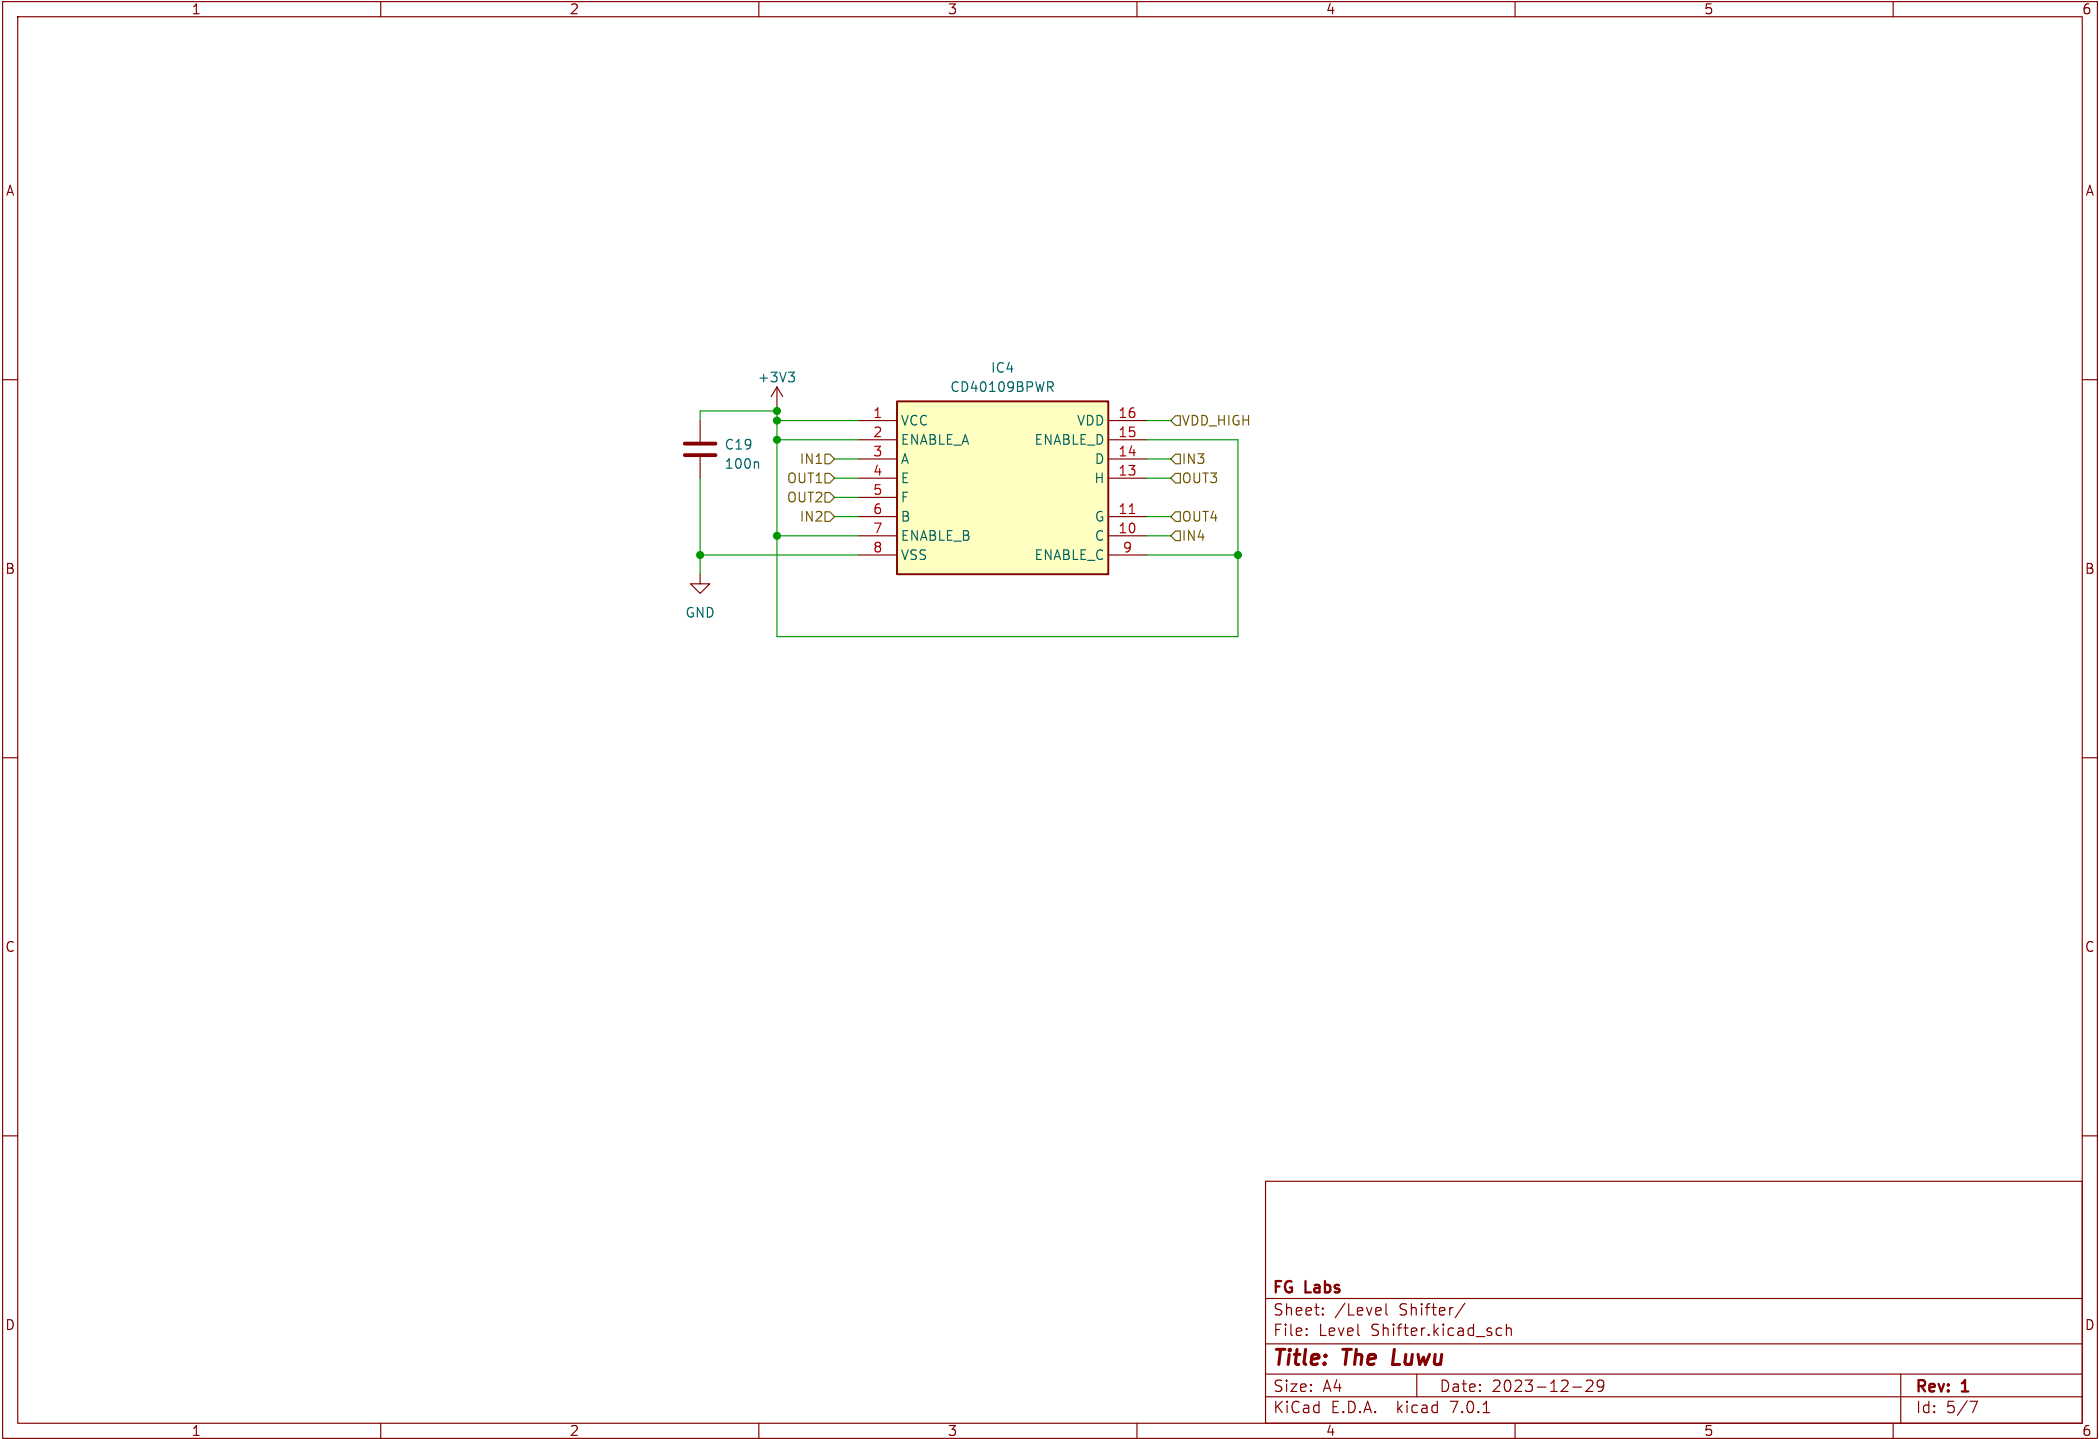 1 2 3 4 5 6
A A
IC4
+3V3
CD40109BPWR
1 VCC VDD 16 VDD_HIGH
2 ENABLE_A ENABLE_D 15
C19
IN1 3 A D 14 IN3
100n
OUT1 4 E H 13 OUT3
OUT2 5 F
IN2 6 B G 11 OUT4
7 ENABLE_B C 10 IN4
8 VSS ENABLE_C 9
B B
GND
C C
FG Labs
Sheet: /Level Shifter/
D D
File: Level Shifter.kicad_sch
Title: The Luwu
Size: A4 Date: 2023-12-29 Rev: 1
KiCad E.D.A. kicad 7.0.1 Id: 5/7
1 2 3 4 5 6